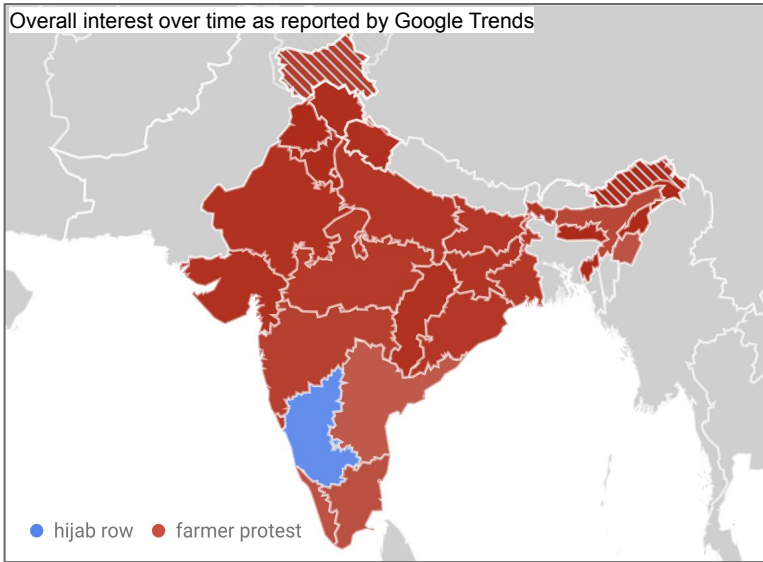 Overall interest over time as reported by Google Trends
hijab row farmer protest